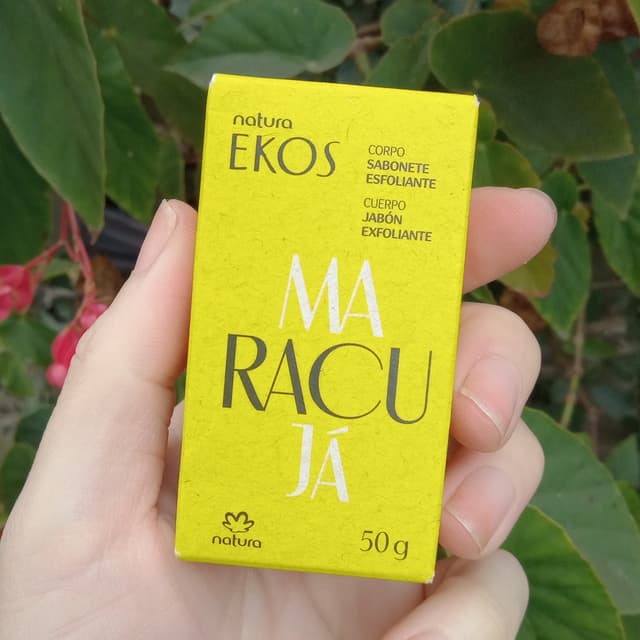 natura
EKOS
CORPO
SABONETE
ESFOLIANTE
CUERPO
JABÓN
EXFOLIANTE
MA
RACU
JÁ
natura
50 g